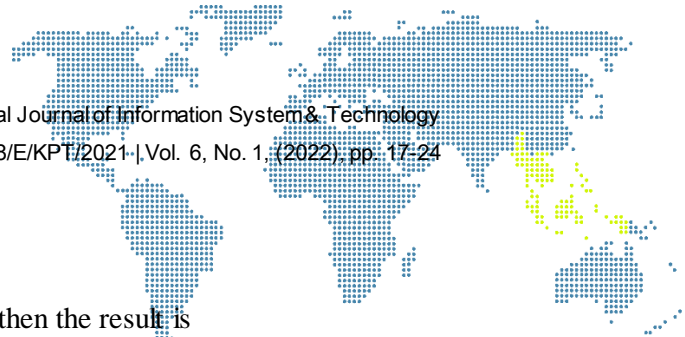 al Journal of Information System & Technology
3/E/KPT/2021 | Vol. 6, No. 1, (2022), pp. 17-24
then the result is